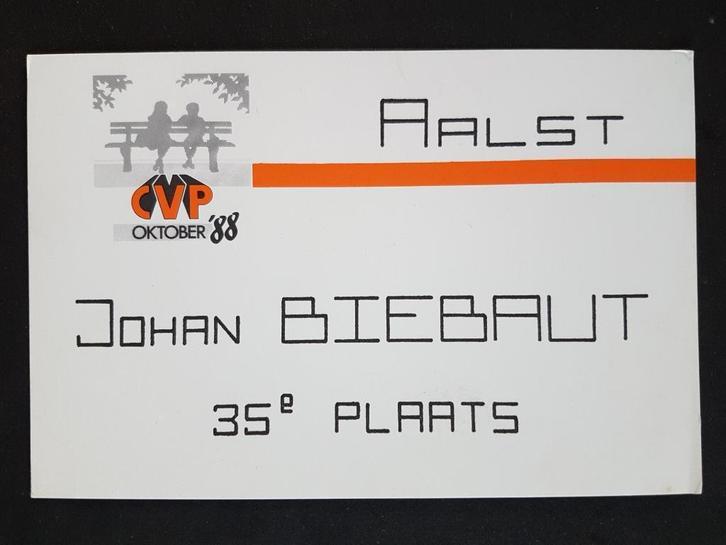 AALST
CVP
OKTOBER '88
JOHAN BIEBAUT
35e PLAATS